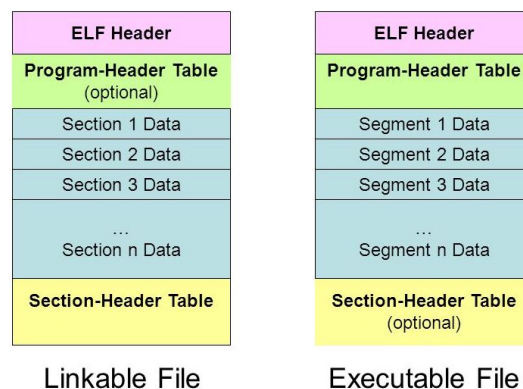 ELF Header
Program-Header Table
(optional)
Section 1 Data
Section 2 Data
Section 3 Data
...
Section n Data
Section-Header Table
Linkable File
ELF Header
Program-Header Table
Segment 1 Data
Segment 2 Data
Segment 3 Data
...
Segment n Data
Section-Header Table
(optional)
Executable File